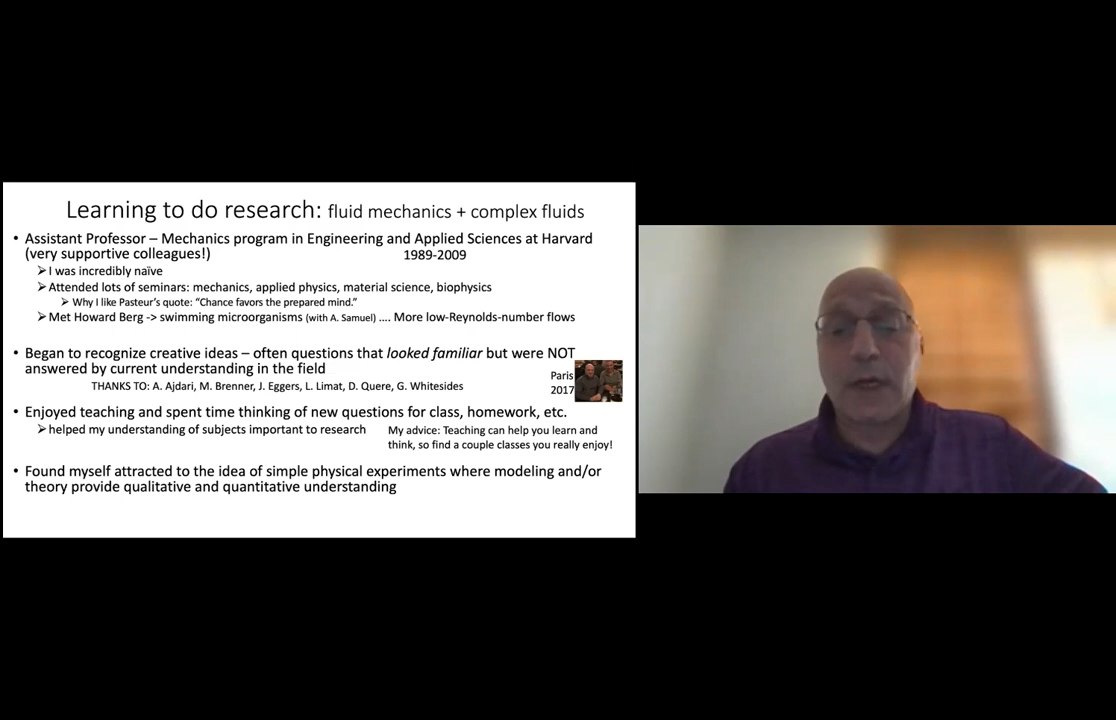 Learning to do research: fluid mechanics + complex fluids
• Assistant Professor – Mechanics program in Engineering and Applied Sciences at Harvard
(very supportive colleagues!) 1989-2009
➢ I was incredibly naïve
➢ Attended lots of seminars: mechanics, applied physics, material science, biophysics
➢ Why I like Pasteur's quote: "Chance favors the prepared mind."
➢ Met Howard Berg -> swimming microorganisms (with A. Samuel) .... More low-Reynolds-number flows
• Began to recognize creative ideas – often questions that looked familiar but were NOT
answered by current understanding in the field
THANKS TO: A. Ajdari, M. Brenner, J. Eggers, L. Limat, D. Quere, G. Whitesides
Paris
2017
• Enjoyed teaching and spent time thinking of new questions for class, homework, etc.
➢ helped my understanding of subjects important to research
My advice: Teaching can help you learn and
think, so find a couple classes you really enjoy!
• Found myself attracted to the idea of simple physical experiments where modeling and/or
theory provide qualitative and quantitative understanding